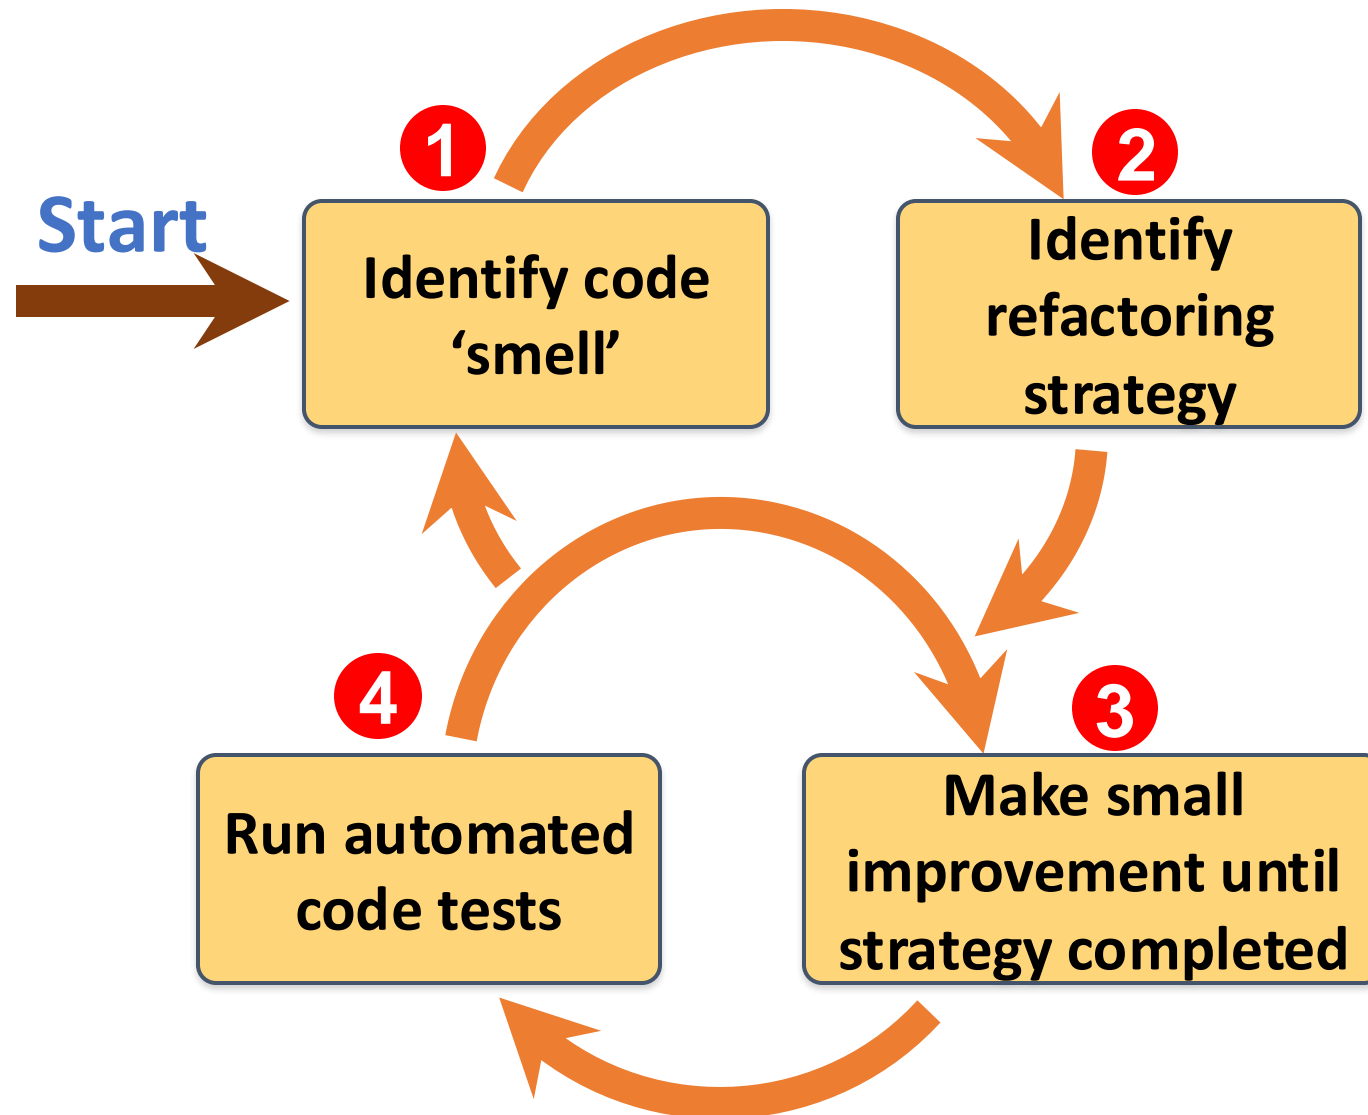 Start
1
Identify code
‘smell’
2
Identify
refactoring
strategy
3
Make small
improvement until
strategy completed
4
Run automated
code tests